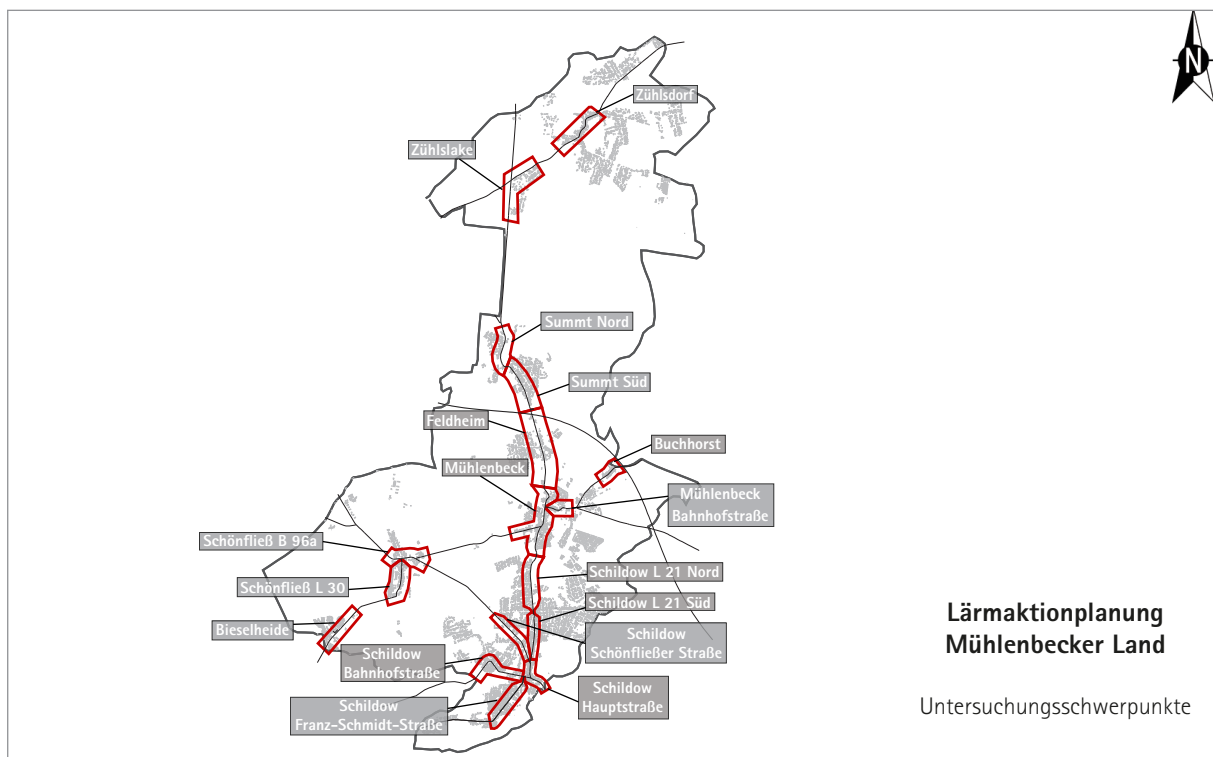 N
Zühlsdorf
Zühlslake
Summt Nord
Summt Süd
Feldheim
Buchhorst
Mühlenbeck
Mühlenbeck
Bahnhofstraße
Schönfließ B 96a
Schildow L 21 Nord
Schönfließ L 30
Schildow L 21 Süd
Bieselheide
Schildow
Schönfließer Straße
Schildow
Bahnhofstraße
Schildow
Hauptstraße
Schildow
Franz-Schmidt-Straße
Lärmaktionplanung
Mühlenbecker Land
Untersuchungsschwerpunkte